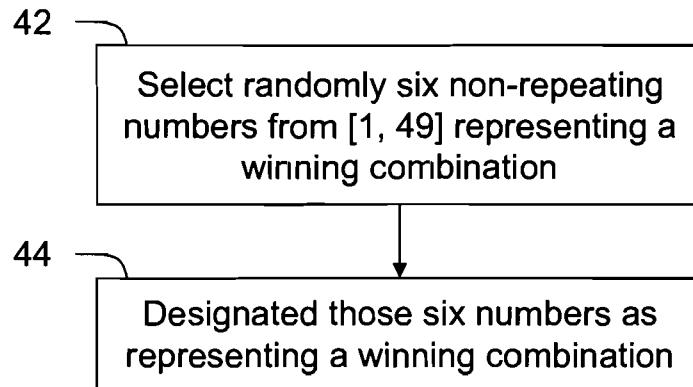 42
Select randomly six non-repeating
numbers from [1, 49] representing a
winning combination
44
Designated those six numbers as
representing a winning combination